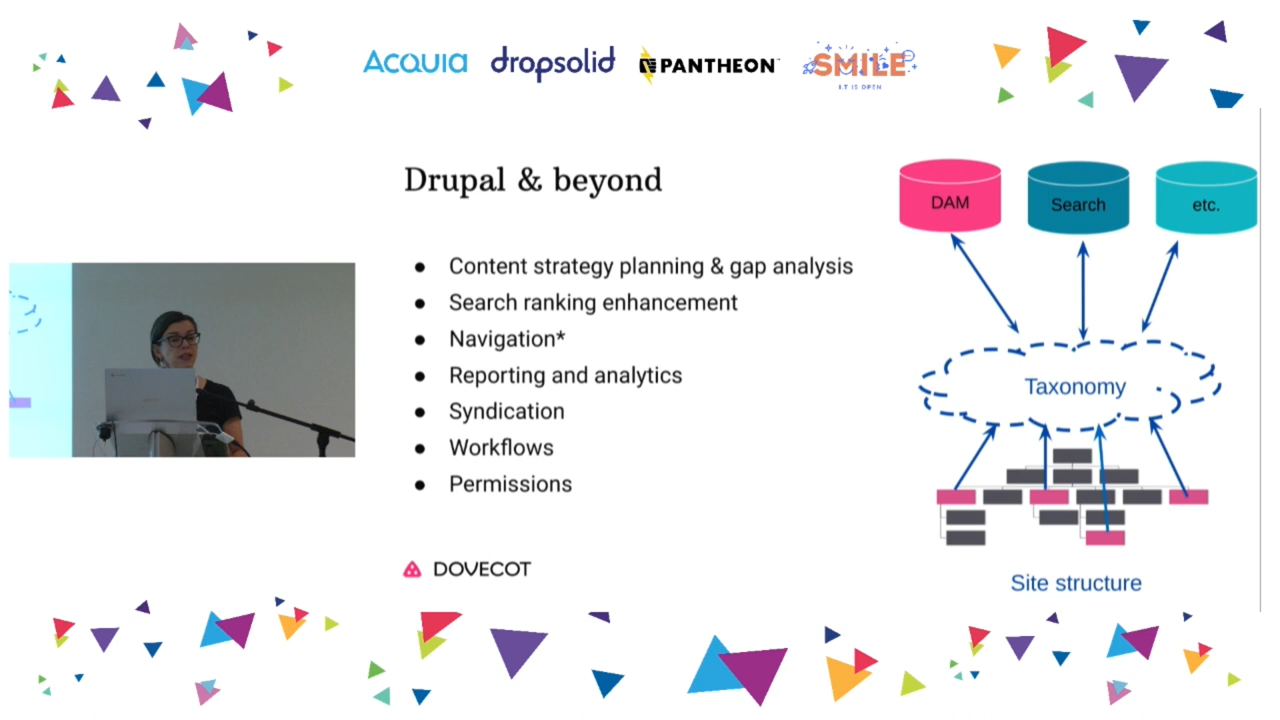 ACQUIA dropsolid PANTHEON SMILE
I.T IS OPEN
Drupal & beyond
● Content strategy planning & gap analysis
● Search ranking enhancement
● Navigation*
● Reporting and analytics
● Syndication
● Workflows
● Permissions
DOVECOT
DAM
Search
etc.
Taxonomy
Site structure